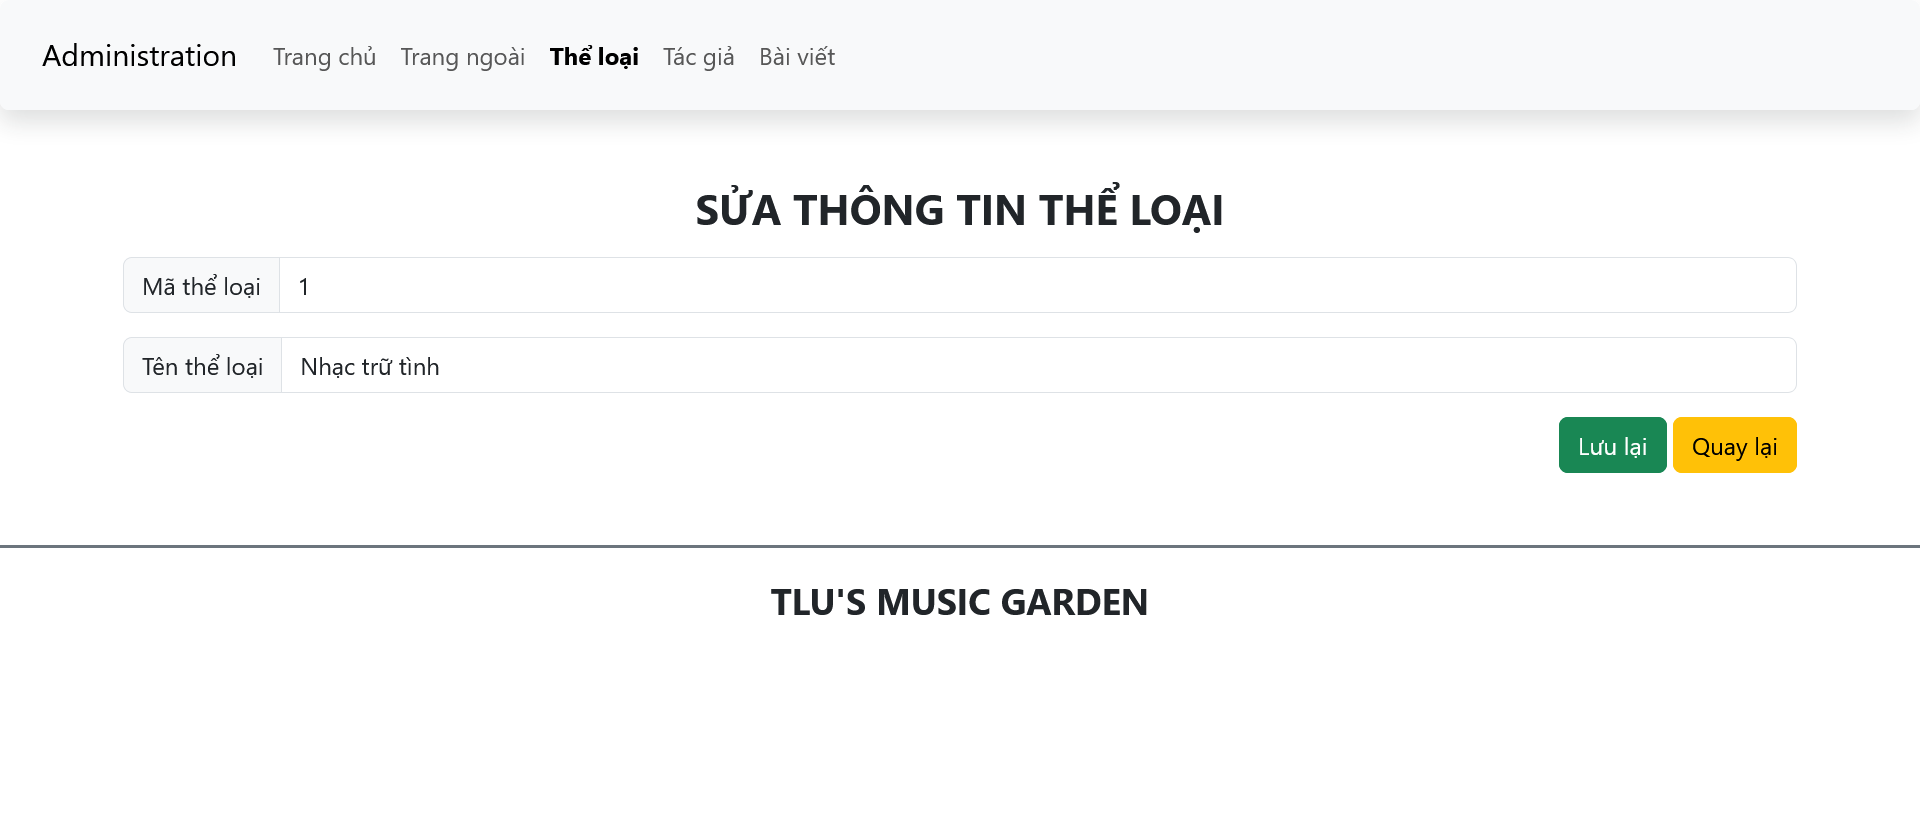 Administration Trang chủ Trang ngoài Thể loại Tác giả Bài viết
SỬA THÔNG TIN THỂ LOẠI
Mã thể loại 1
Tên thể loại Nhạc trữ tình
Lưu lại Quay lại
TLU'S MUSIC GARDEN